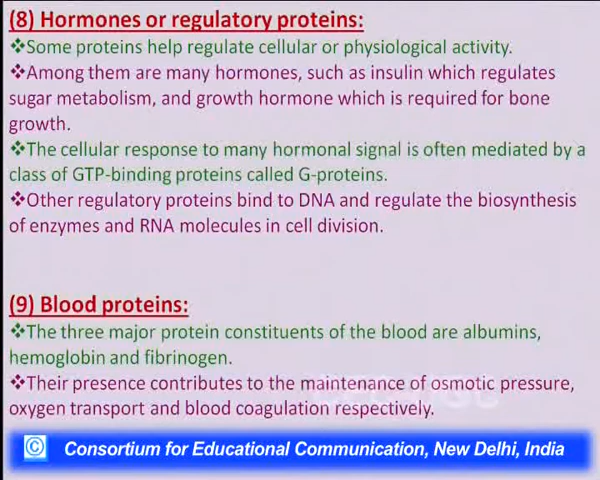 (8) Hormones or regulatory proteins:
❖Some proteins help regulate cellular or physiological activity.
❖Among them are many hormones, such as insulin which regulates
sugar metabolism, and growth hormone which is required for bone
growth.
❖The cellular response to many hormonal signal is often mediated by a
class of GTP-binding proteins called G-proteins.
❖Other regulatory proteins bind to DNA and regulate the biosynthesis
of enzymes and RNA molecules in cell division.
(9) Blood proteins:
❖The three major protein constituents of the blood are albumins,
hemoglobin and fibrinogen.
❖Their presence contributes to the maintenance of osmotic pressure,
oxygen transport and blood coagulation respectively.
© Consortium for Educational Communication, New Delhi, India